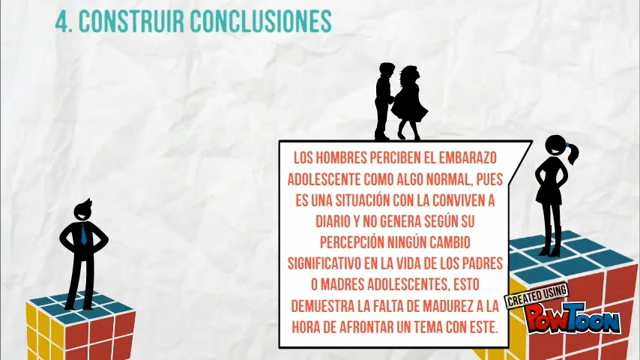 4. CONSTRUIR CONCLUSIONES
LOS HOMBRES PERCIBEN EL EMBARAZO
ADOLESCENTE COMO ALGO NORMAL, PUES
ES UNA SITUACIÓN CON LA CONVIVEN A
DIARIO Y NO GENERA SEGÚN SU
PERCEPCIÓN NINGÚN CAMBIO
SIGNIFICATIVO EN LA VIDA DE LOS PADRES
O MADRES ADOLESCENTES, ESTO
DEMUESTRA LA FALTA DE MADUREZ A LA
HORA DE AFRONTAR UN TEMA CON ESTE.
CREATED USING
POWTOON